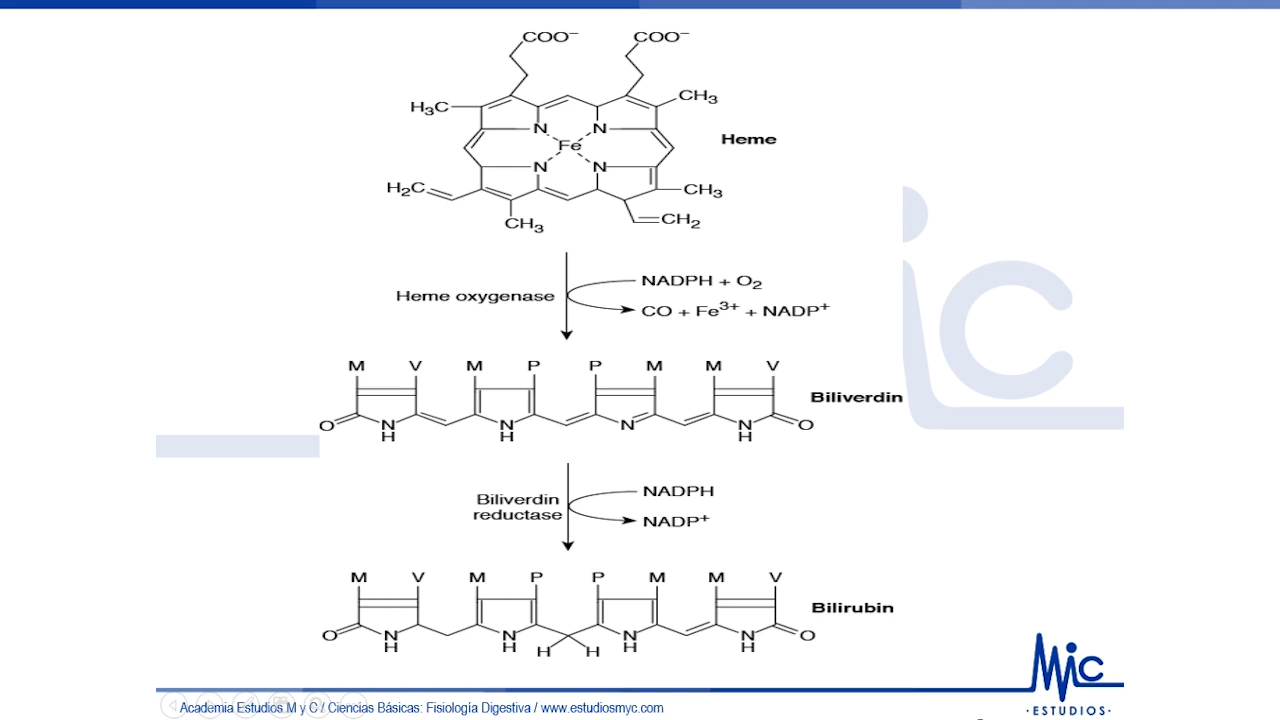 COO⁻ COO⁻
H₃C CH₃
N N
Fe
Heme
N N
H₂C CH₃
CH₃ CH₂
NADPH + O₂
Heme oxygenase
CO + Fe³⁺ + NADP⁺
M V M P P M M V
Biliverdin
O N H N H N N H O
NADPH
Biliverdin
reductase
NADP⁺
M V M P P M M V
Bilirubin
O N H N H H H N H N H O
MiC
·ESTUDIOS·
Academia Estudios M y C / Ciencias Básicas: Fisiología Digestiva / www.estudiosmyc.com